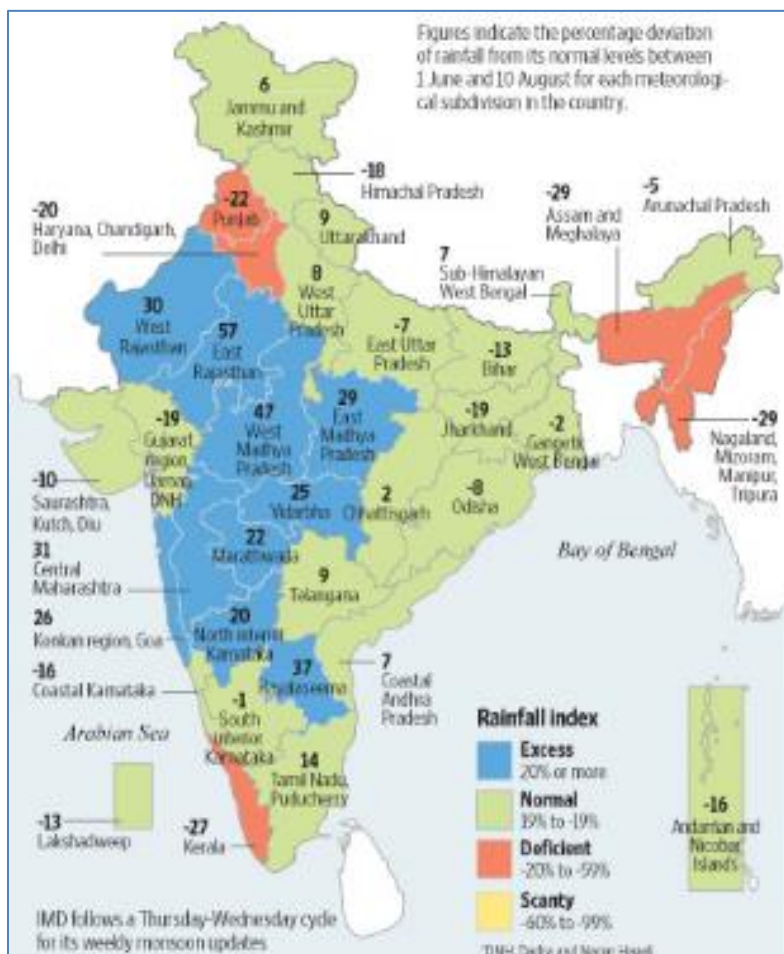 Figures indicate the percentage deviation
of rainfall from its normal levels between
1 June and 10 August for each meteorologi-
cal subdivision in the country.
6
Jammu and
Kashmir
-18
Himachal Pradesh
-22
Punjab
-20
Haryana, Chandigarh,
Delhi
9
Uttarakhand
-29
Assam and
Meghalaya
-5
Arunachal Pradesh
7
Sub-Himalayan
West Bengal
8
West
Uttar
Pradesh
30
West
Rajasthan
57
East
Rajasthan
-7
East Uttar
Pradesh
-13
Bihar
-19
Gujarat
region,
Daman,
DNH
47
West
Madhya
Pradesh
29
East
Madhya
Pradesh
-19
Jharkhand
-2
Gangetic
West Bengal
-29
Nagaland,
Mizoram,
Manipur,
Tripura
-10
Saurashtra,
Kutch, Diu
25
Vidarbha
2
Chhattisgarh
-8
Odisha
31
Central
Maharashtra
22
Marathwada
9
Telangana
Bay of Bengal
26
Konkan region, Goa
20
North interior
Karnataka
37
Rayalaseema
7
Coastal
Andhra
Pradesh
-16
Coastal Karnataka
-1
South
interior
Karnataka
Arabian Sea
14
Tamil Nadu,
Puducherry
-13
Lakshadweep
-27
Kerala
Rainfall index
Excess
20% or more
Normal
19% to -19%
Deficient
-20% to -59%
Scanty
-60% to -99%
-16
Andaman and
Nicobar
Islands
IMD follows a Thursday-Wednesday cycle
for its weekly monsoon updates
DNH: Dadra and Nagar Haveli